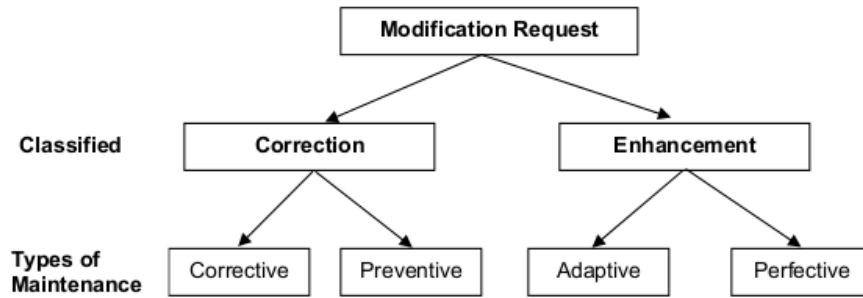 Modification Request
Classified
Correction
Enhancement
Types of
Maintenance
Corrective
Preventive
Adaptive
Perfective